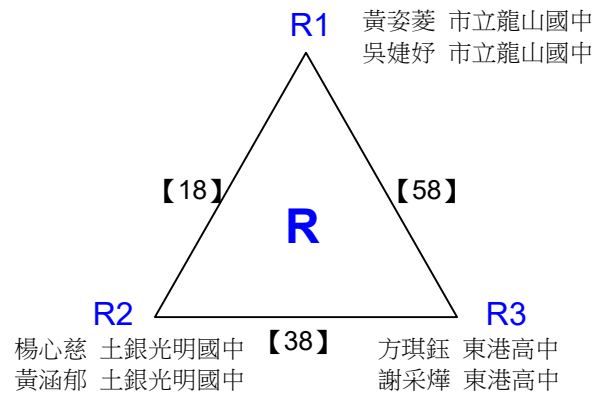 R1
黃姿菱 市立龍山國中
吳婕妤 市立龍山國中
【18】
【58】
R
R2
R3
楊心慈 土銀光明國中
黃涵郁 土銀光明國中
【38】
方琪鈺 東港高中
謝采燁 東港高中